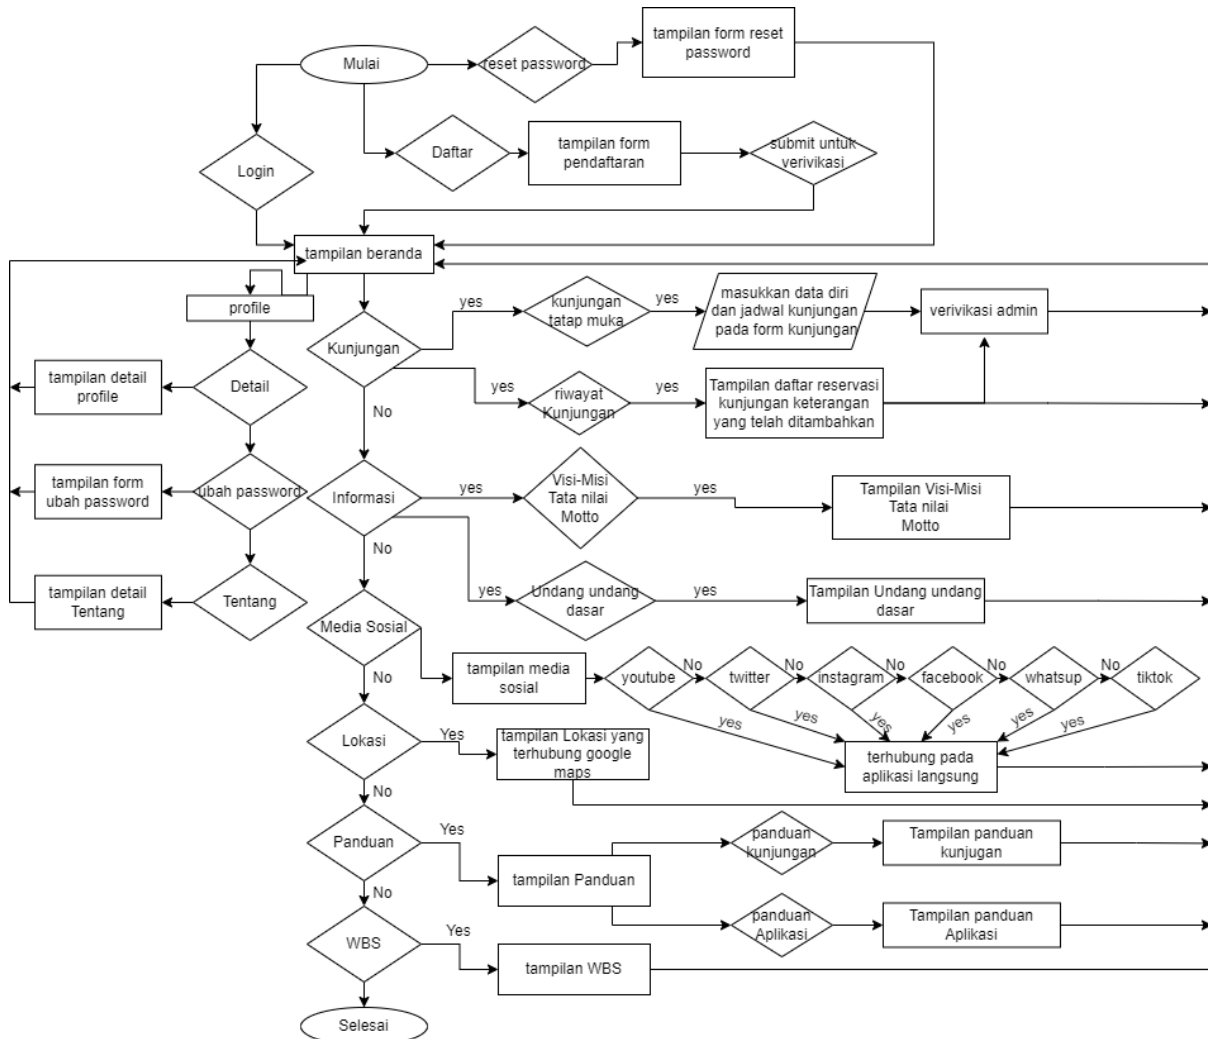 tampilan form reset
password
Mulai
reset password
Daftar
tampilan form
pendaftaran
submit untuk
verivikasi
Login
tampilan beranda
profile
yes
kunjungan
tatap muka
yes
masukkan data diri
dan jadwal kunjungan
pada form kunjungan
verivikasi admin
Kunjungan
tampilan detail
profile
Detail
yes
riwayat
Kunjungan
yes
Tampilan daftar reservasi
kunjungan keterangan
yang telah ditambahkan
No
tampilan form
ubah password
ubah password
Informasi
yes
Visi-Misi
Tata nilai
Motto
yes
Tampilan Visi-Misi
Tata nilai
Motto
No
tampilan detail
Tentang
Tentang
yes
Undang undang
dasar
yes
Tampilan Undang undang
dasar
Media Sosial
tampilan media
sosial
youtube
No
twitter
No
instagram
No
facebook
No
whatsup
No
tiktok
No
yes
yes
yes
yes
yes
yes
Lokasi
Yes
tampilan Lokasi yang
terhubung google
maps
terhubung pada
aplikasi langsung
No
Panduan
Yes
tampilan Panduan
panduan
kunjungan
Tampilan panduan
kunjugan
No
panduan
Aplikasi
Tampilan panduan
Aplikasi
WBS
Yes
tampilan WBS
Selesai